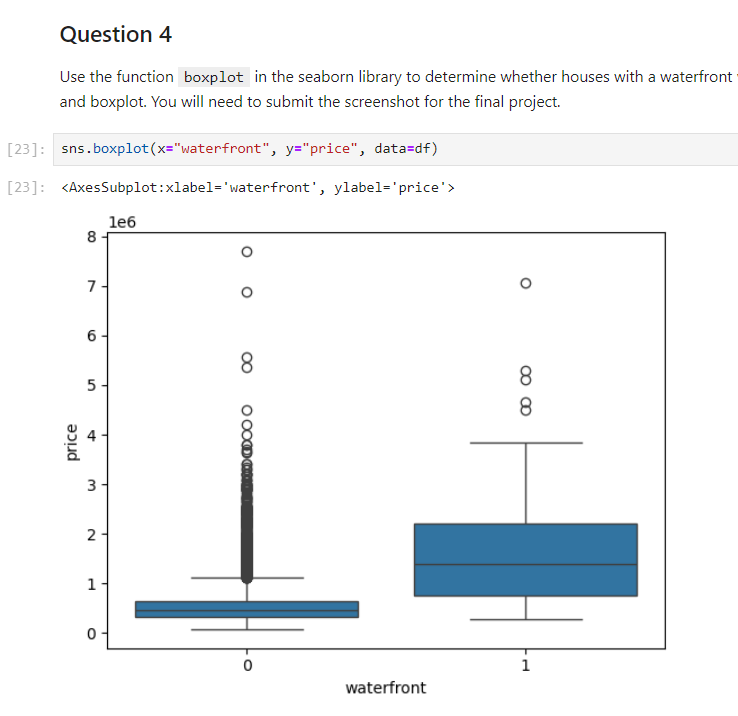 Question 4
Use the function boxplot in the seaborn library to determine whether houses with a waterfront
and boxplot. You will need to submit the screenshot for the final project.
[23]: sns.boxplot(x="waterfront", y="price", data=df)
[23]: <AxesSubplot:xlabel='waterfront', ylabel='price'>
1e6
8
7
6
5
4
3
2
1
0
price
0 1
waterfront